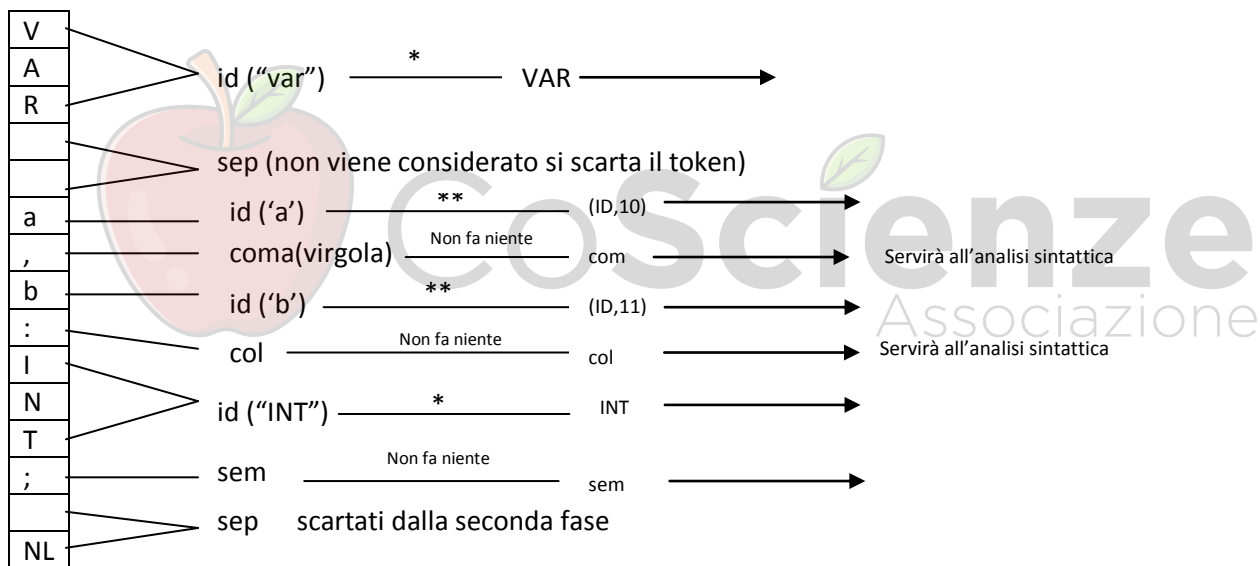 V
A
R
id (“var”) * VAR
sep (non viene considerato si scarta il token)
a id (‘a’) ** (ID,10)
, coma(virgola) Non fa niente com Servirà all’analisi sintattica
b id (‘b’) ** (ID,11)
: col Non fa niente col Servirà all’analisi sintattica
I
N id (“INT”) * INT
T
; sem Non fa niente sem
sep scartati dalla seconda fase
NL
CoScienze
Associazione